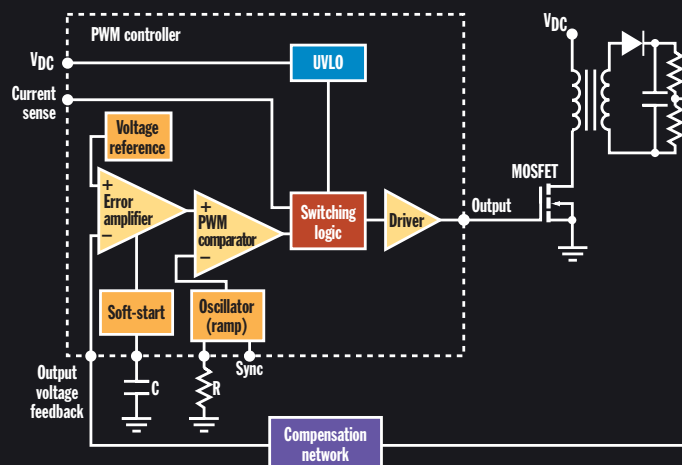 PWM controller
VDC
UVLO
VDC
Current
sense
Voltage
reference
MOSFET
+
Error
amplifier
−
+
PWM
comparator
−
Switching
logic
Driver
Output
Soft-start
Oscillator
(ramp)
Sync
Output
voltage
feedback
C
R
Compensation
network